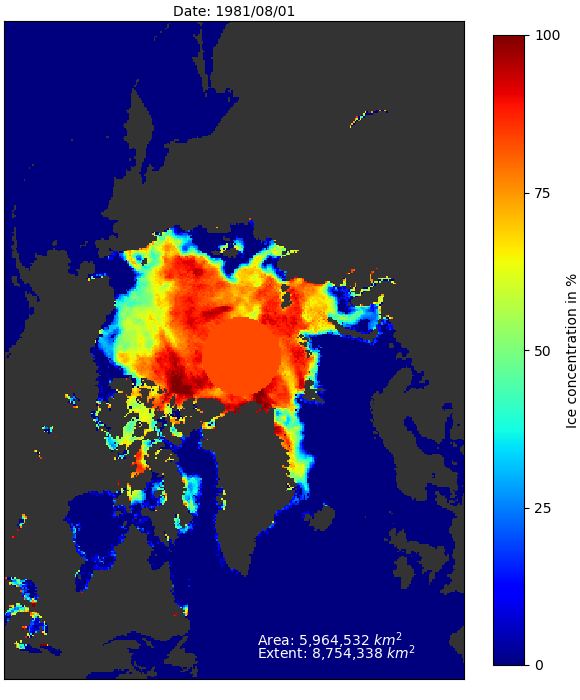 Date: 1981/08/01
100
75
50
25
0
Ice concentration in %
Area: 5,964,532 km²
Extent: 8,754,338 km²